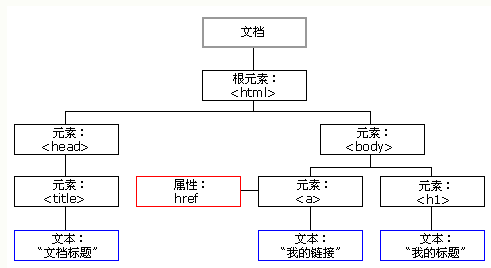 文档
根元素：
<html>
元素：
<head>
元素：
<body>
元素：
<title>
属性：
href
元素：
<a>
元素：
<h1>
文本：
“文档标题”
文本：
“我的链接”
文本：
“我的标题”